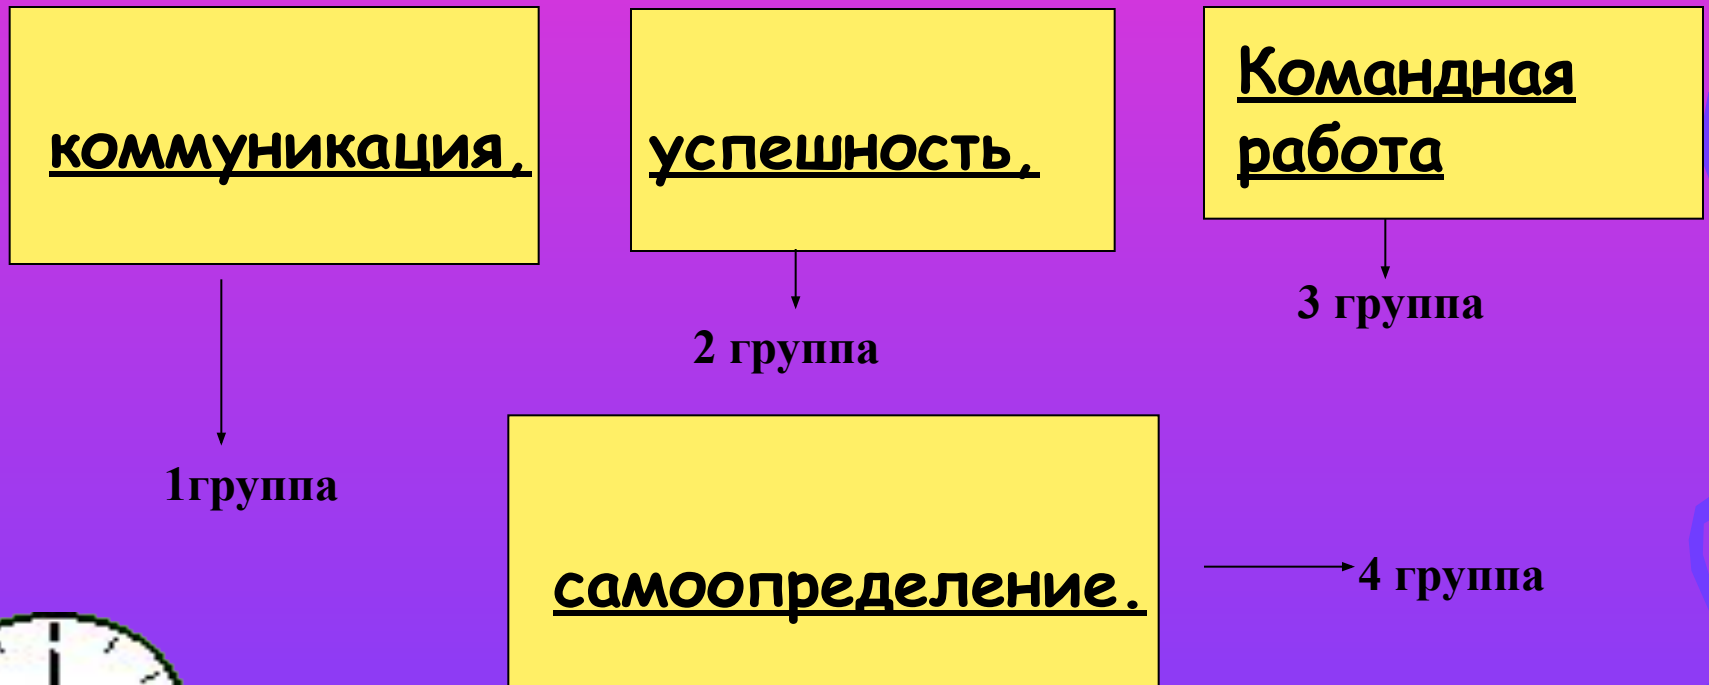 коммуникация,
успешность,
Командная
работа
3 группа
2 группа
1группа
самоопределение.
4 группа